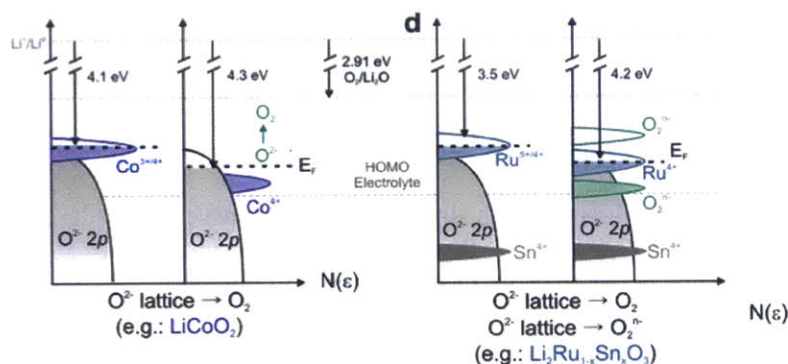 d
Li⁺/Li⁰
4.1 eV
4.3 eV
2.91 eV
O₂/Li₂O
3.5 eV
4.2 eV
O₂
O²⁻
E_F
Co³⁺/⁴⁺
Co⁴⁺
HOMO
Electrolyte
O₂ⁿ⁻
E_F
Ru⁵⁺/⁴⁺
Ru⁴⁺
O₂ⁿ⁻
O²⁻ 2p
O²⁻ 2p
O²⁻ 2p
O²⁻ 2p
Sn⁴⁺
Sn⁴⁺
N(ε)
N(ε)
O²⁻ lattice → O₂
(e.g.: LiCoO₂)
O²⁻ lattice → O₂
O²⁻ lattice → O₂ⁿ⁻
(e.g.: Li₂Ru₁₋ₓSnₓO₃)